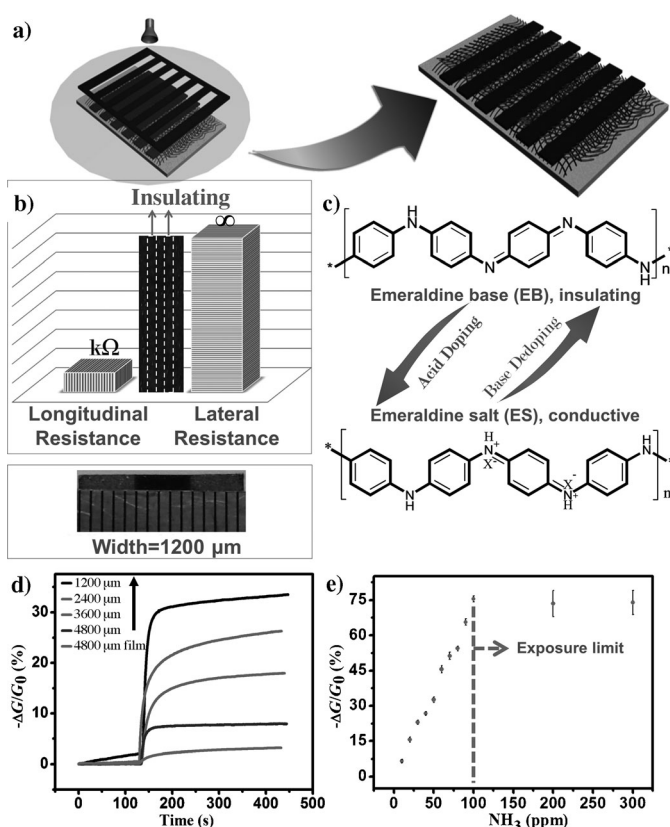 a)
b)
Insulating
∞
kΩ
Longitudinal Resistance
Lateral Resistance
Width=1200 μm
c)
H
N
N
N
N
H
n
*
*
Emeraldine base (EB), insulating
Acid Doping
Base Dedoping
Emeraldine salt (ES), conductive
*
H
N+
X-
N
H
X-
N+
H
H
N
*
n
d)
1200 μm
2400 μm
3600 μm
4800 μm
4800 μm film
-ΔG/G0 (%)
30
15
0
0 100 200 300 400 500
Time (s)
e)
-ΔG/G0 (%)
75
60
45
30
15
0
Exposure limit
0 50 100 150 200 250 300
NH3 (ppm)